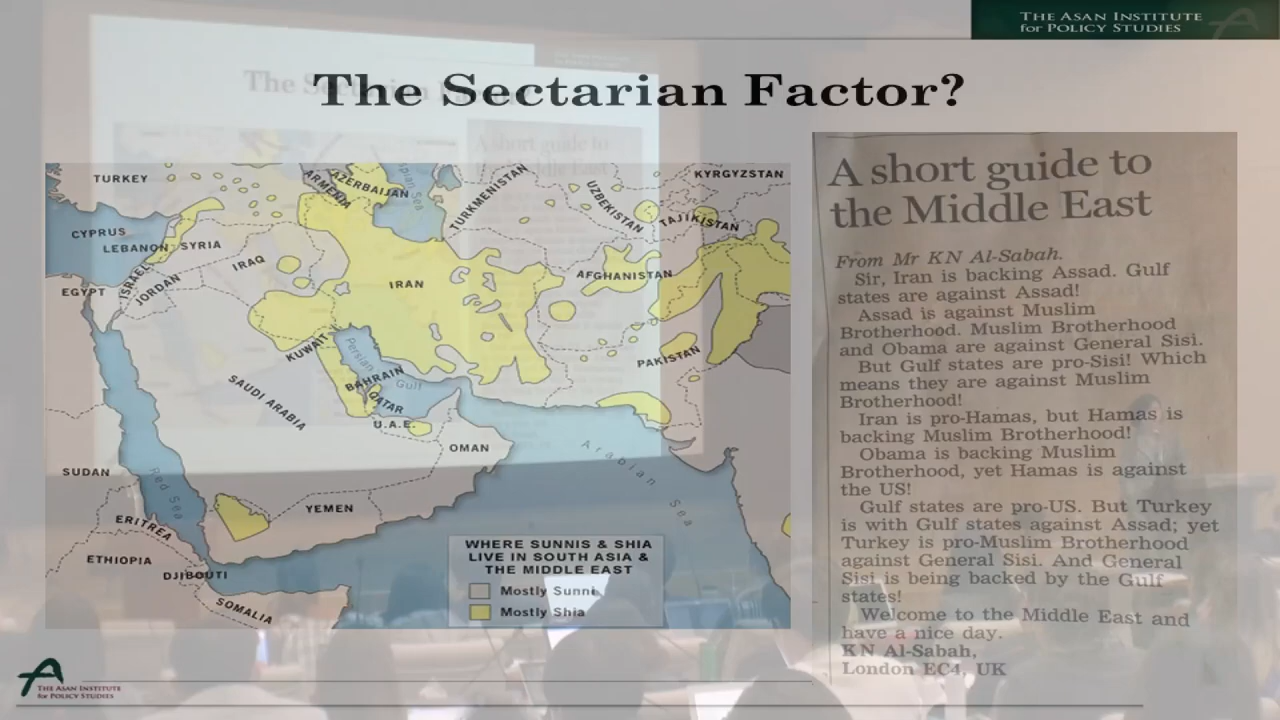 THE ASAN INSTITUTE
for POLICY STUDIES
The Sectarian Factor?
TURKEY
ARMENIA
AZERBAIJAN
TURKMENISTAN
UZBEKISTAN
KYRGYZSTAN
TAJIKISTAN
CYPRUS
LEBANON
SYRIA
ISRAEL
JORDAN
IRAQ
IRAN
AFGHANISTAN
EGYPT
KUWAIT
Persian
Gulf
BAHRAIN
QATAR
PAKISTAN
SAUDI ARABIA
U.A.E.
OMAN
Arabian Sea
SUDAN
Red Sea
YEMEN
ERITREA
ETHIOPIA
DJIBOUTI
SOMALIA
WHERE SUNNIS & SHIA
LIVE IN SOUTH ASIA &
THE MIDDLE EAST
Mostly Sunni
Mostly Shia
A short guide to
the Middle East
From Mr KN Al-Sabah.
Sir, Iran is backing Assad. Gulf
states are against Assad!
Assad is against Muslim
Brotherhood. Muslim Brotherhood
and Obama are against General Sisi.
But Gulf states are pro-Sisi! Which
means they are against Muslim
Brotherhood!
Iran is pro-Hamas, but Hamas is
backing Muslim Brotherhood!
Obama is backing Muslim
Brotherhood, yet Hamas is against
the US!
Gulf states are pro-US. But Turkey
is with Gulf states against Assad; yet
Turkey is pro-Muslim Brotherhood
against General Sisi. And General
Sisi is being backed by the Gulf
states!
Welcome to the Middle East and
have a nice day.
KN Al-Sabah,
London EC4, UK
THE ASAN INSTITUTE
for POLICY STUDIES